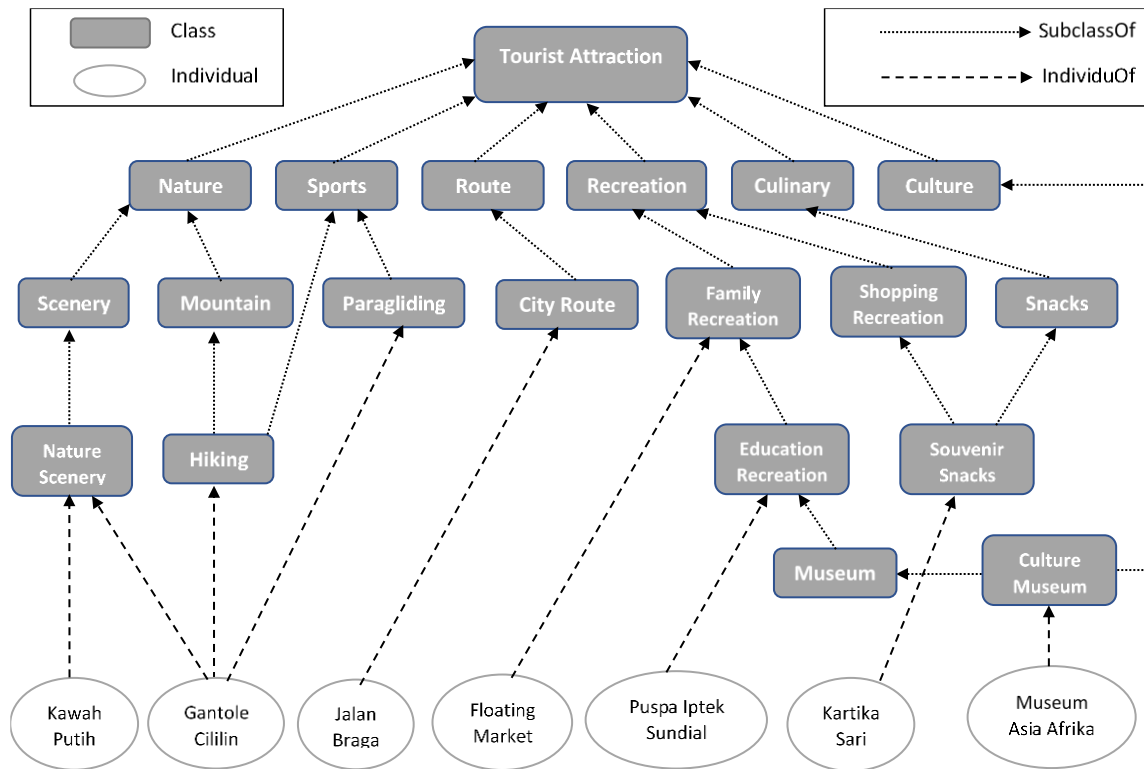 Class
Individual
SubclassOf
IndividuOf
Tourist Attraction
Nature
Sports
Route
Recreation
Culinary
Culture
Scenery
Mountain
Paragliding
City Route
Family
Recreation
Shopping
Recreation
Snacks
Nature
Scenery
Hiking
Education
Recreation
Souvenir
Snacks
Museum
Culture
Museum
Kawah
Putih
Gantole
Cililin
Jalan
Braga
Floating
Market
Puspa Iptek
Sundial
Kartika
Sari
Museum
Asia Afrika